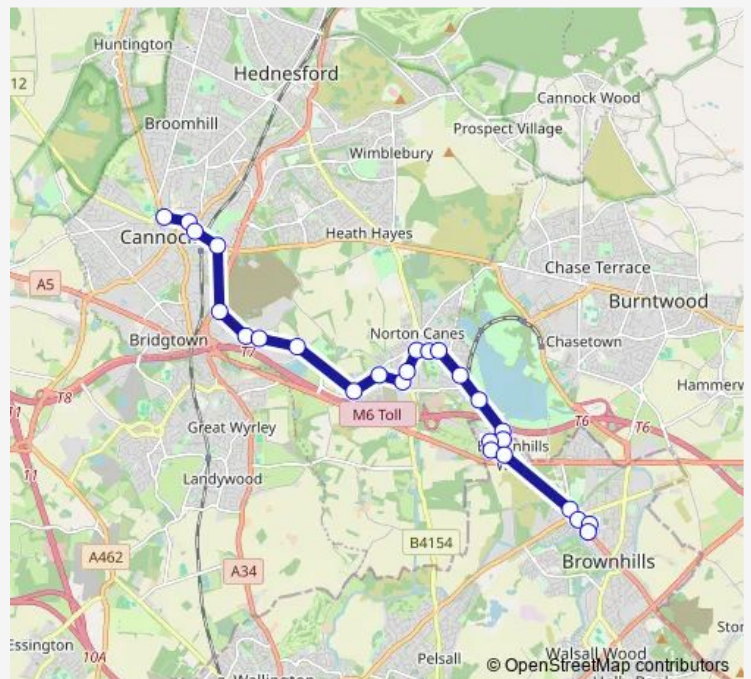 Huntington
Hednesford
12
Cannock Wood
Broomhill
Prospect Village
Wimblebury
Cannoc
Heath Hayes
A5
Chase Terrace
Burntwood
Norton Canes
Bridgtown
Chasetown
T7
Hammerw
T8
M6 Toll
T6
T6
Great Wyrley
nhills
T1
Landywood
B4154
A462
A34
Brownhills
Essington
10A
Pelsall
Walsall Wood
© OpenStreetMap contributors